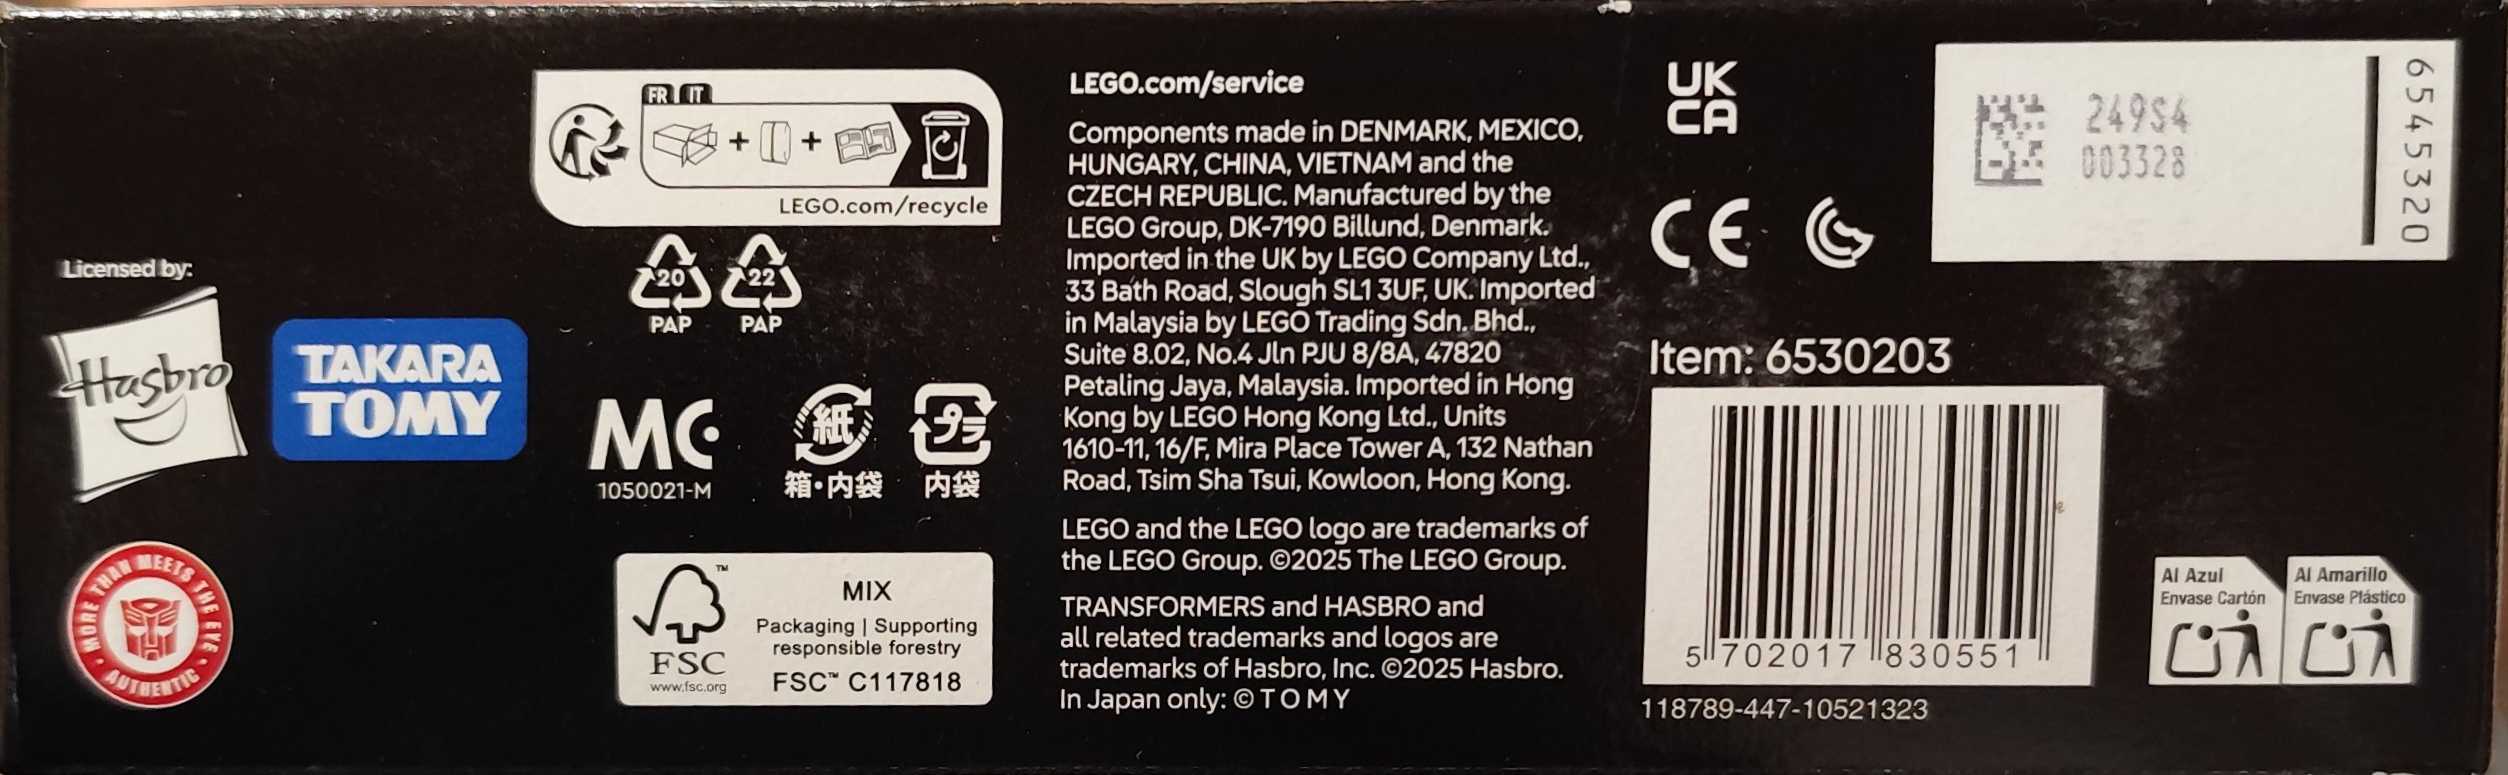 Licensed by:
Hasbro
TAKARA
TOMY
MORE THAN MEETS THE EYE
• AUTHENTIC •
FR IT
+ +
LEGO.com/recycle
20 22
PAP PAP
MC
1050021-M
紙
箱・内袋
プラ
内袋
FSC
www.fsc.org
™
MIX
Packaging | Supporting
responsible forestry
FSC™ C117818
LEGO.com/service
Components made in DENMARK, MEXICO,
HUNGARY, CHINA, VIETNAM and the
CZECH REPUBLIC. Manufactured by the
LEGO Group, DK-7190 Billund, Denmark.
Imported in the UK by LEGO Company Ltd.,
33 Bath Road, Slough SL1 3UF, UK. Imported
in Malaysia by LEGO Trading Sdn. Bhd.,
Suite 8.02, No.4 Jln PJU 8/8A, 47820
Petaling Jaya, Malaysia. Imported in Hong
Kong by LEGO Hong Kong Ltd., Units
1610-11, 16/F, Mira Place Tower A, 132 Nathan
Road, Tsim Sha Tsui, Kowloon, Hong Kong.
LEGO and the LEGO logo are trademarks of
the LEGO Group. ©2025 The LEGO Group.
TRANSFORMERS and HASBRO and
all related trademarks and logos are
trademarks of Hasbro, Inc. ©2025 Hasbro.
In Japan only: © T O M Y
UK
CA
CE
249S4
003328
6545320
Item: 6530203
5 702017 830551
118789-447-10521323
Al Azul
Envase Cartón
Al Amarillo
Envase Plástico